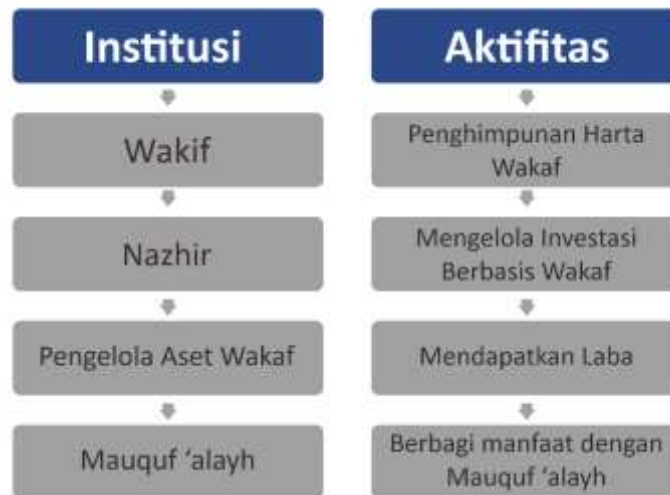 Institusi
Wakif
Nazhir
Pengelola Aset Wakaf
Mauquf ‘alayh
Aktifitas
Penghimpunan Harta
Wakaf
Mengelola Investasi
Berbasis Wakaf
Mendapatkan Laba
Berbagi manfaat dengan
Mauquf ‘alayh